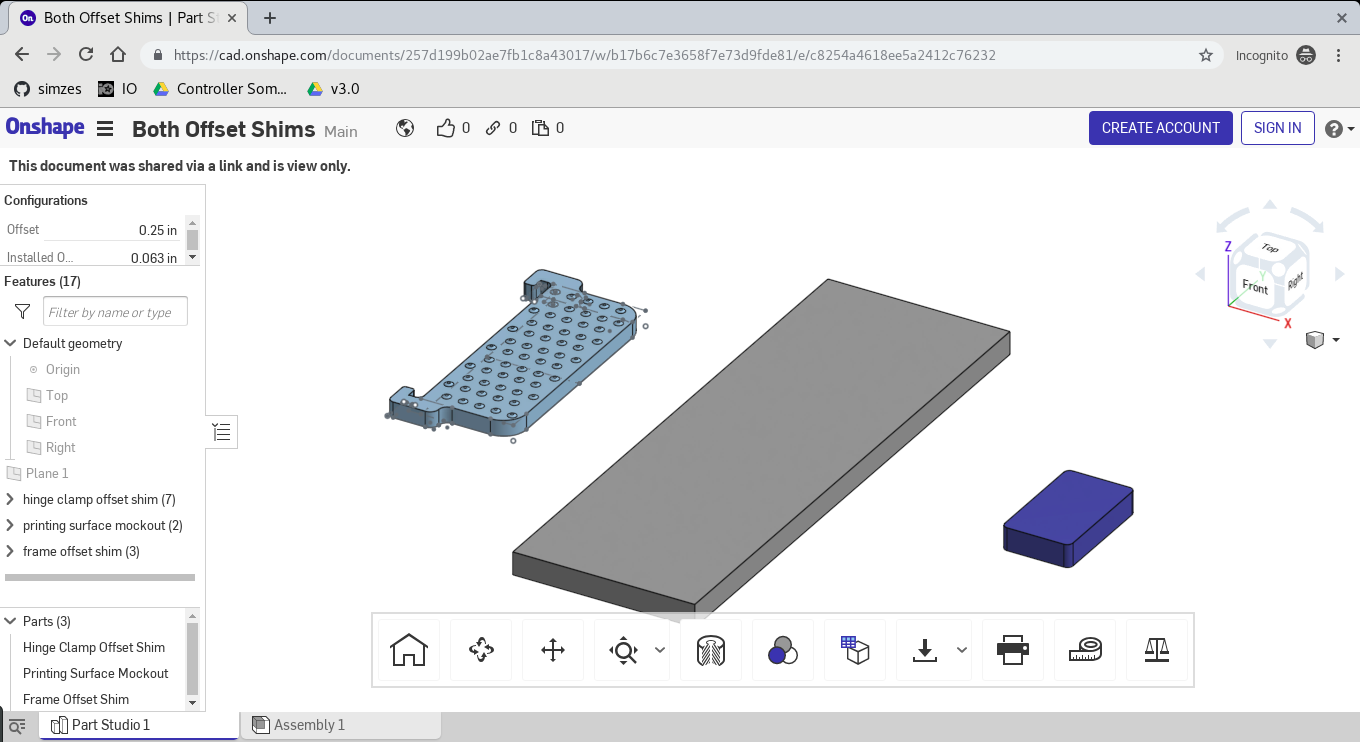 Both Offset Shims | Part S
https://cad.onshape.com/documents/257d199b02ae7fb1c8a43017/w/b17b6c7e3658f7e73d9fde81/e/c8254a4618ee5a2412c76232
Incognito
simzes
IO
Controller Som...
v3.0
Onshape
Both Offset Shims Main
0
0
0
CREATE ACCOUNT
SIGN IN
This document was shared via a link and is view only.
Configurations
Offset 0.25 in
Installed O... 0.063 in
Features (17)
Filter by name or type
Default geometry
Origin
Top
Front
Right
Plane 1
hinge clamp offset shim (7)
printing surface mockout (2)
frame offset shim (3)
Parts (3)
Hinge Clamp Offset Shim
Printing Surface Mockout
Frame Offset Shim
Z
Top
Y
Front
Right
X
Part Studio 1
Assembly 1